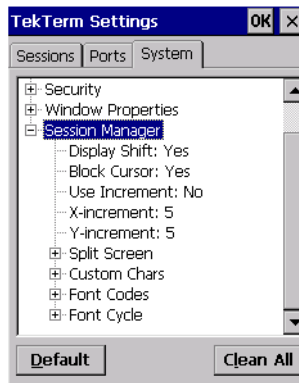 TekTerm Settings OK ×
Sessions Ports System
Security
Window Properties
Session Manager
Display Shift: Yes
Block Cursor: Yes
Use Increment: No
X-increment: 5
Y-increment: 5
Split Screen
Custom Chars
Font Codes
Font Cycle
Default Clean All